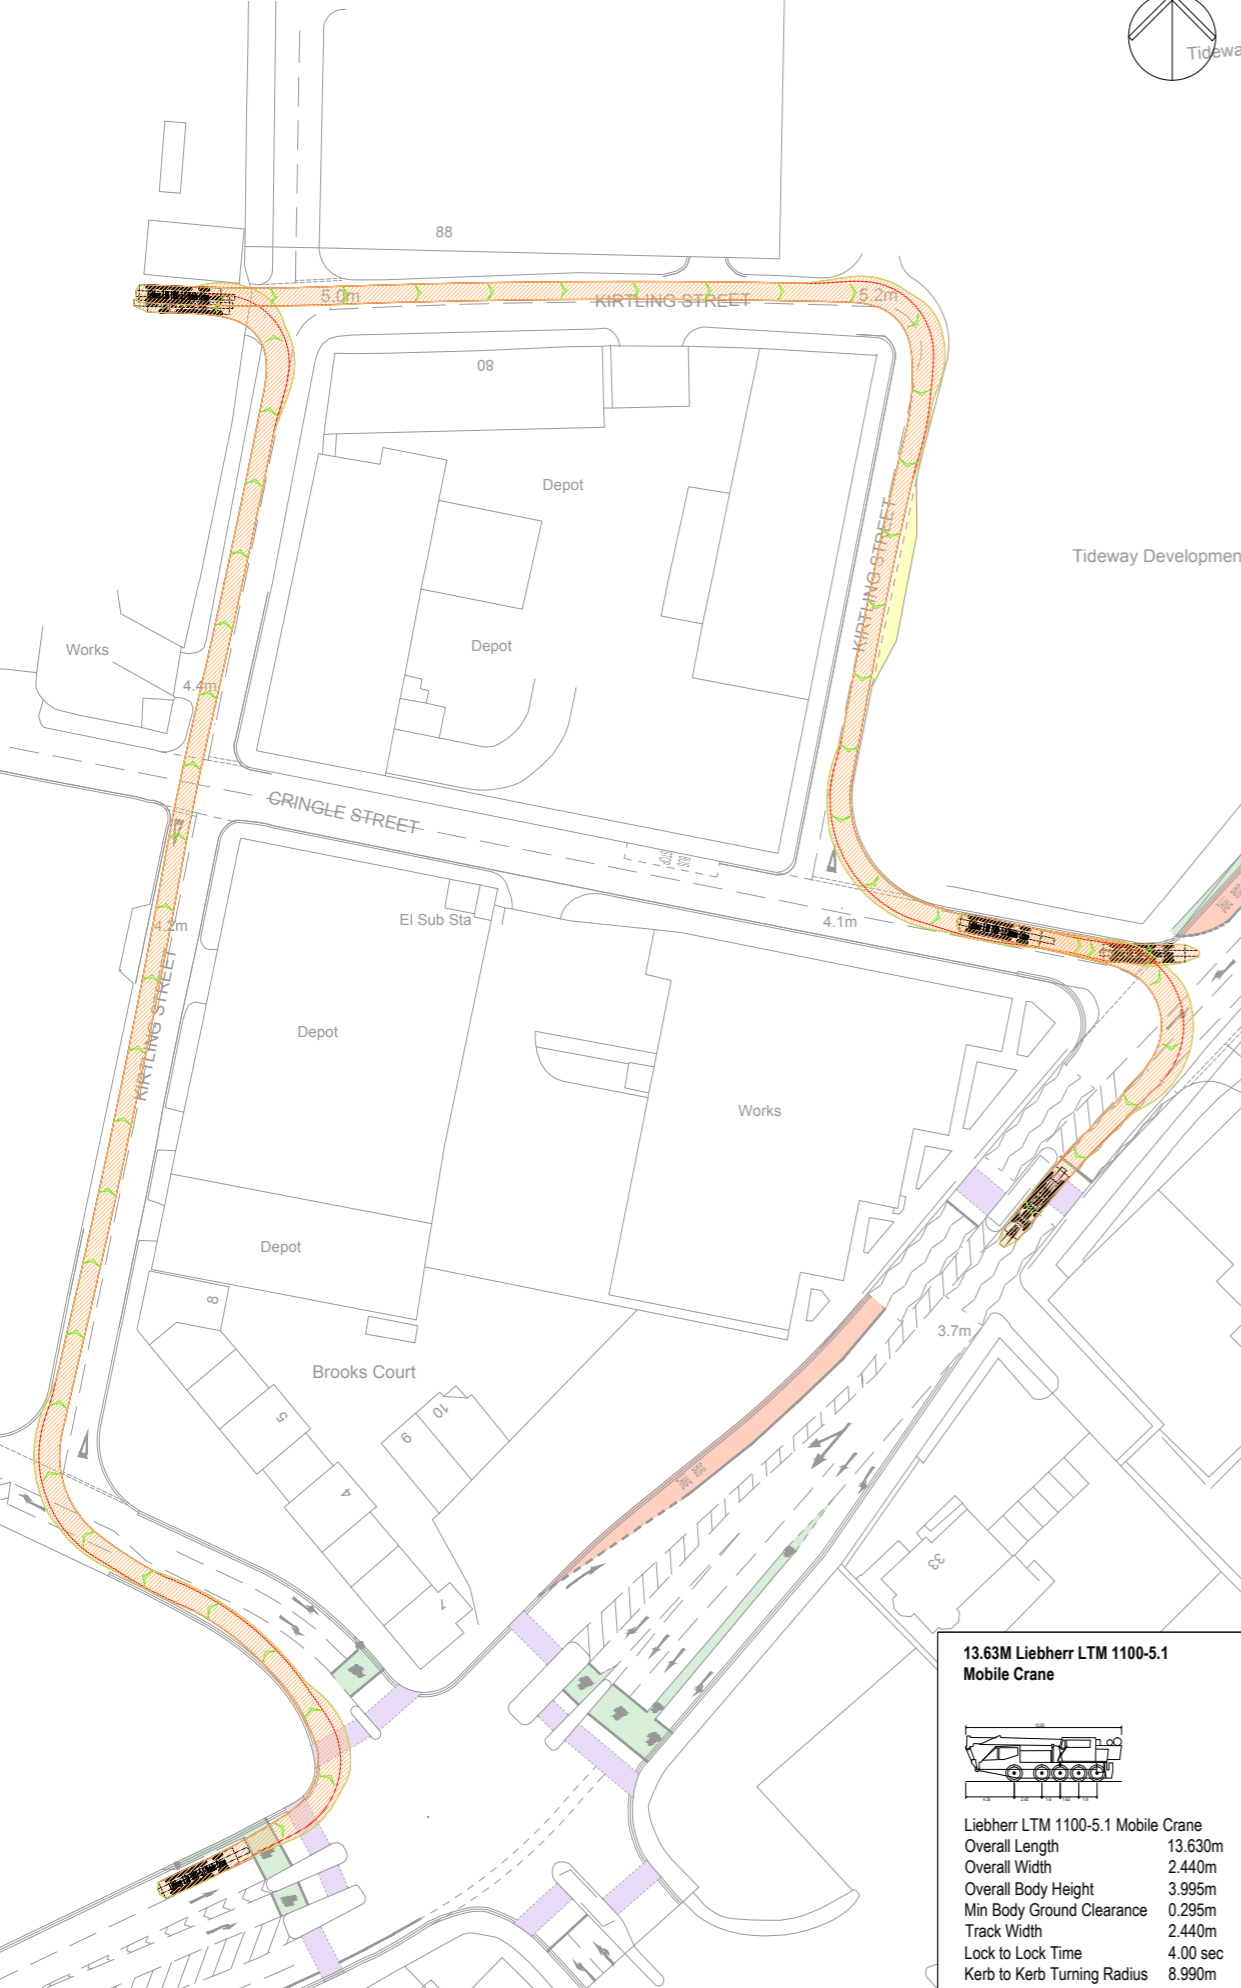 Tidewa
88
5.0m
KIRTLING STREET
5.2m
80
Depot
KIRTLING STREET
Tideway Developmen
Depot
Works
4.4m
CRINGLE STREET
BUS
STOP
El Sub Sta
4.1m
4.2m
KIRTLING STREET
Depot
Works
Depot
8
3.7m
Brooks Court
5
10
9
4
33
7
13.63M Liebherr LTM 1100-5.1
Mobile Crane
Liebherr LTM 1100-5.1 Mobile Crane
Overall Length 13.630m
Overall Width 2.440m
Overall Body Height 3.995m
Min Body Ground Clearance 0.295m
Track Width 2.440m
Lock to Lock Time 4.00 sec
Kerb to Kerb Turning Radius 8.990m